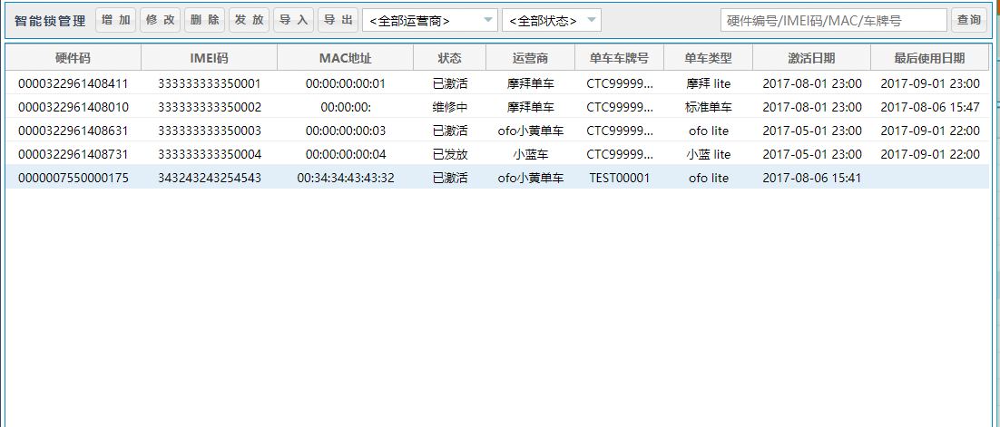 智能锁管理 增 加 修 改 删 除 发 放 导 入 导 出 <全部运营商> <全部状态> 硬件编号/IMEI码/MAC/车牌号 查询
硬件码 IMEI码 MAC地址 状态 运营商 单车车牌号 单车类型 激活日期 最后使用日期
0000322961408411 333333333350001 00:00:00:00:01 已激活 摩拜单车 CTC99999... 摩拜 lite 2017-08-01 23:00 2017-09-01 23:00
0000322961408010 333333333350002 00:00:00: 维修中 摩拜单车 CTC99999... 标准单车 2017-08-01 23:00 2017-08-06 15:47
0000322961408631 333333333350003 00:00:00:00:03 已激活 ofo小黄单车 CTC99999... ofo lite 2017-05-01 23:00 2017-09-01 22:00
0000322961408731 333333333350004 00:00:00:00:04 已发放 小蓝车 CTC99999... 小蓝 lite 2017-05-01 23:00 2017-09-01 22:00
0000007550000175 343243243254543 00:34:34:43:43:32 已激活 ofo小黄单车 TEST00001 ofo lite 2017-08-06 15:41